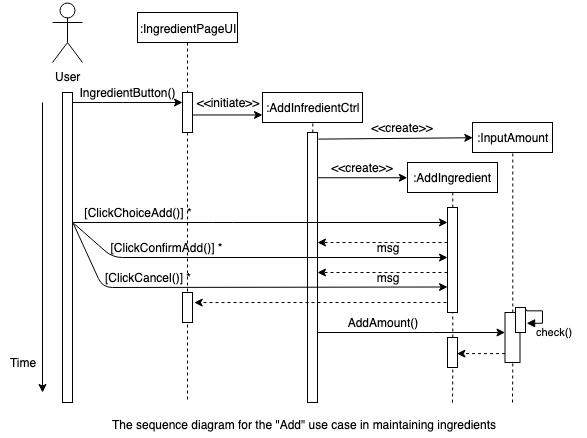 :IngredientPageUI
User
IngredientButton()
<<initiate>>
:AddInfredientCtrl
<<create>>
:InputAmount
<<create>>
:AddIngredient
[ClickChoiceAdd()] *
[ClickConfirmAdd()] *
msg
[ClickCancel()] *
msg
AddAmount()
check()
Time
The sequence diagram for the "Add" use case in maintaining ingredients